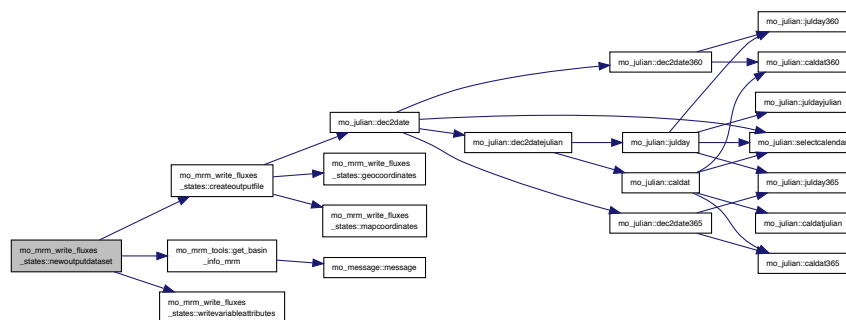 mo_julian::julday360
mo_julian::dec2date360
mo_julian::caldat360
mo_julian::juldayjulian
mo_julian::dec2date
mo_julian::dec2datejulian
mo_julian::julday
mo_julian::selectcalendar
mo_mrm_write_fluxes
_states::geocoordinates
mo_mrm_write_fluxes
_states::createoutputfile
mo_julian::caldat
mo_julian::julday365
mo_mrm_write_fluxes
_states::mapcoordinates
mo_julian::dec2date365
mo_julian::caldatjulian
mo_mrm_write_fluxes
_states::newoutputdataset
mo_mrm_tools::get_basin
_info_mrm
mo_message::message
mo_julian::caldat365
mo_mrm_write_fluxes
_states::writevariableattributes